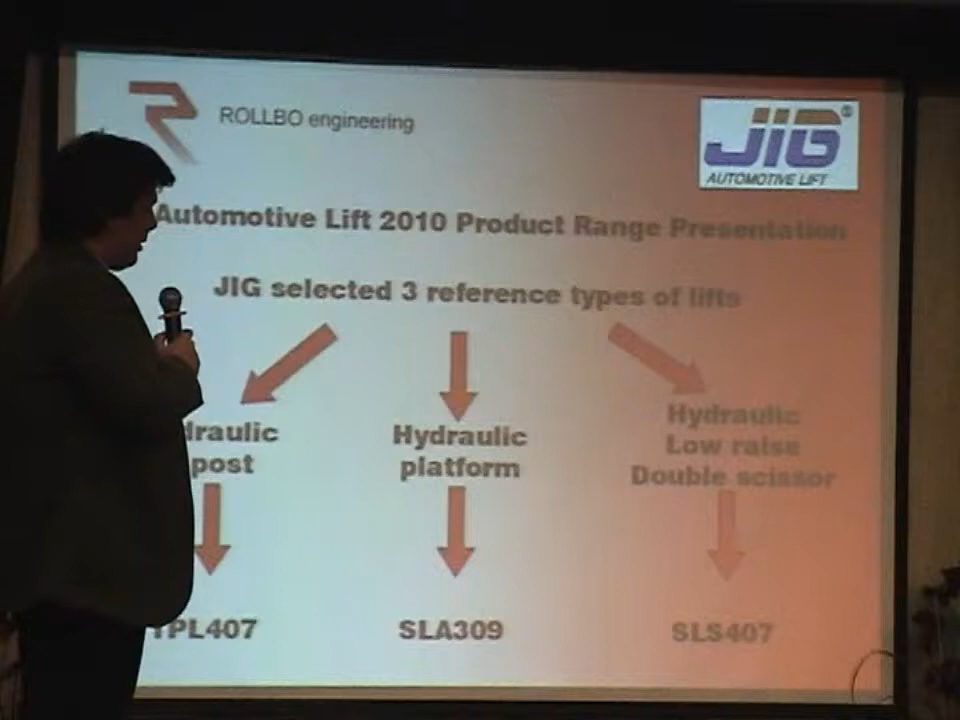 ROLLBO engineering
JIG®
AUTOMOTIVE LIFT
Automotive Lift 2010 Product Range Presentation
JIG selected 3 reference types of lifts
draulic
post
Hydraulic
platform
Hydraulic
Low raise
Double scissor
TPL407
SLA309
SLS407